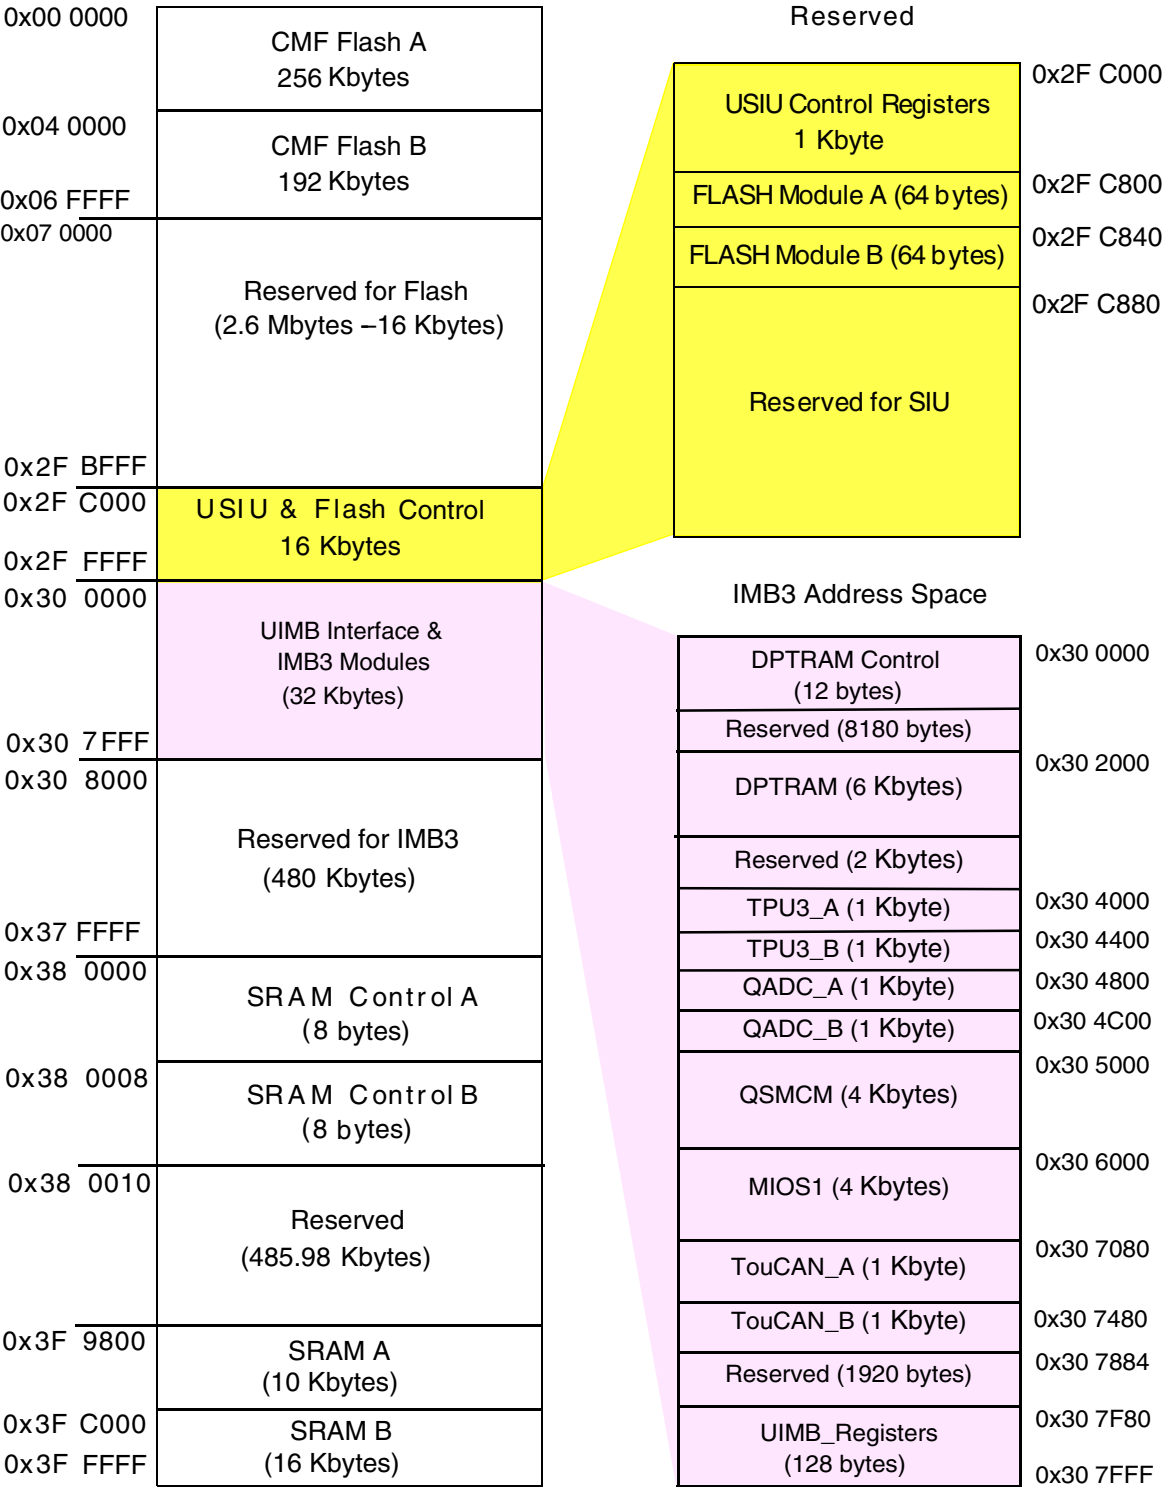 0x00 0000
CMF Flash A
256 Kbytes
0x04 0000
CMF Flash B
192 Kbytes
0x06 FFFF
0x07 0000
Reserved for Flash
(2.6 Mbytes –16 Kbytes)
0x2F BFFF
0x2F C000
USIU & Flash Control
16 Kbytes
0x2F FFFF
0x30 0000
UIMB Interface &
IMB3 Modules
(32 Kbytes)
0x30 7FFF
0x30 8000
Reserved for IMB3
(480 Kbytes)
0x37 FFFF
0x38 0000
SRAM Control A
(8 bytes)
0x38 0008
SRAM Control B
(8 bytes)
0x38 0010
Reserved
(485.98 Kbytes)
0x3F 9800
SRAM A
(10 Kbytes)
0x3F C000
SRAM B
(16 Kbytes)
0x3F FFFF
Reserved
0x2F C000
USIU Control Registers
1 Kbyte
0x2F C800
FLASH Module A (64 bytes)
0x2F C840
FLASH Module B (64 bytes)
0x2F C880
Reserved for SIU
IMB3 Address Space
0x30 0000
DPTRAM Control
(12 bytes)
Reserved (8180 bytes)
0x30 2000
DPTRAM (6 Kbytes)
Reserved (2 Kbytes)
0x30 4000
TPU3_A (1 Kbyte)
0x30 4400
TPU3_B (1 Kbyte)
0x30 4800
QADC_A (1 Kbyte)
0x30 4C00
QADC_B (1 Kbyte)
0x30 5000
QSMCM (4 Kbytes)
0x30 6000
MIOS1 (4 Kbytes)
0x30 7080
TouCAN_A (1 Kbyte)
0x30 7480
TouCAN_B (1 Kbyte)
0x30 7884
Reserved (1920 bytes)
0x30 7F80
UIMB_Registers
(128 bytes)
0x30 7FFF